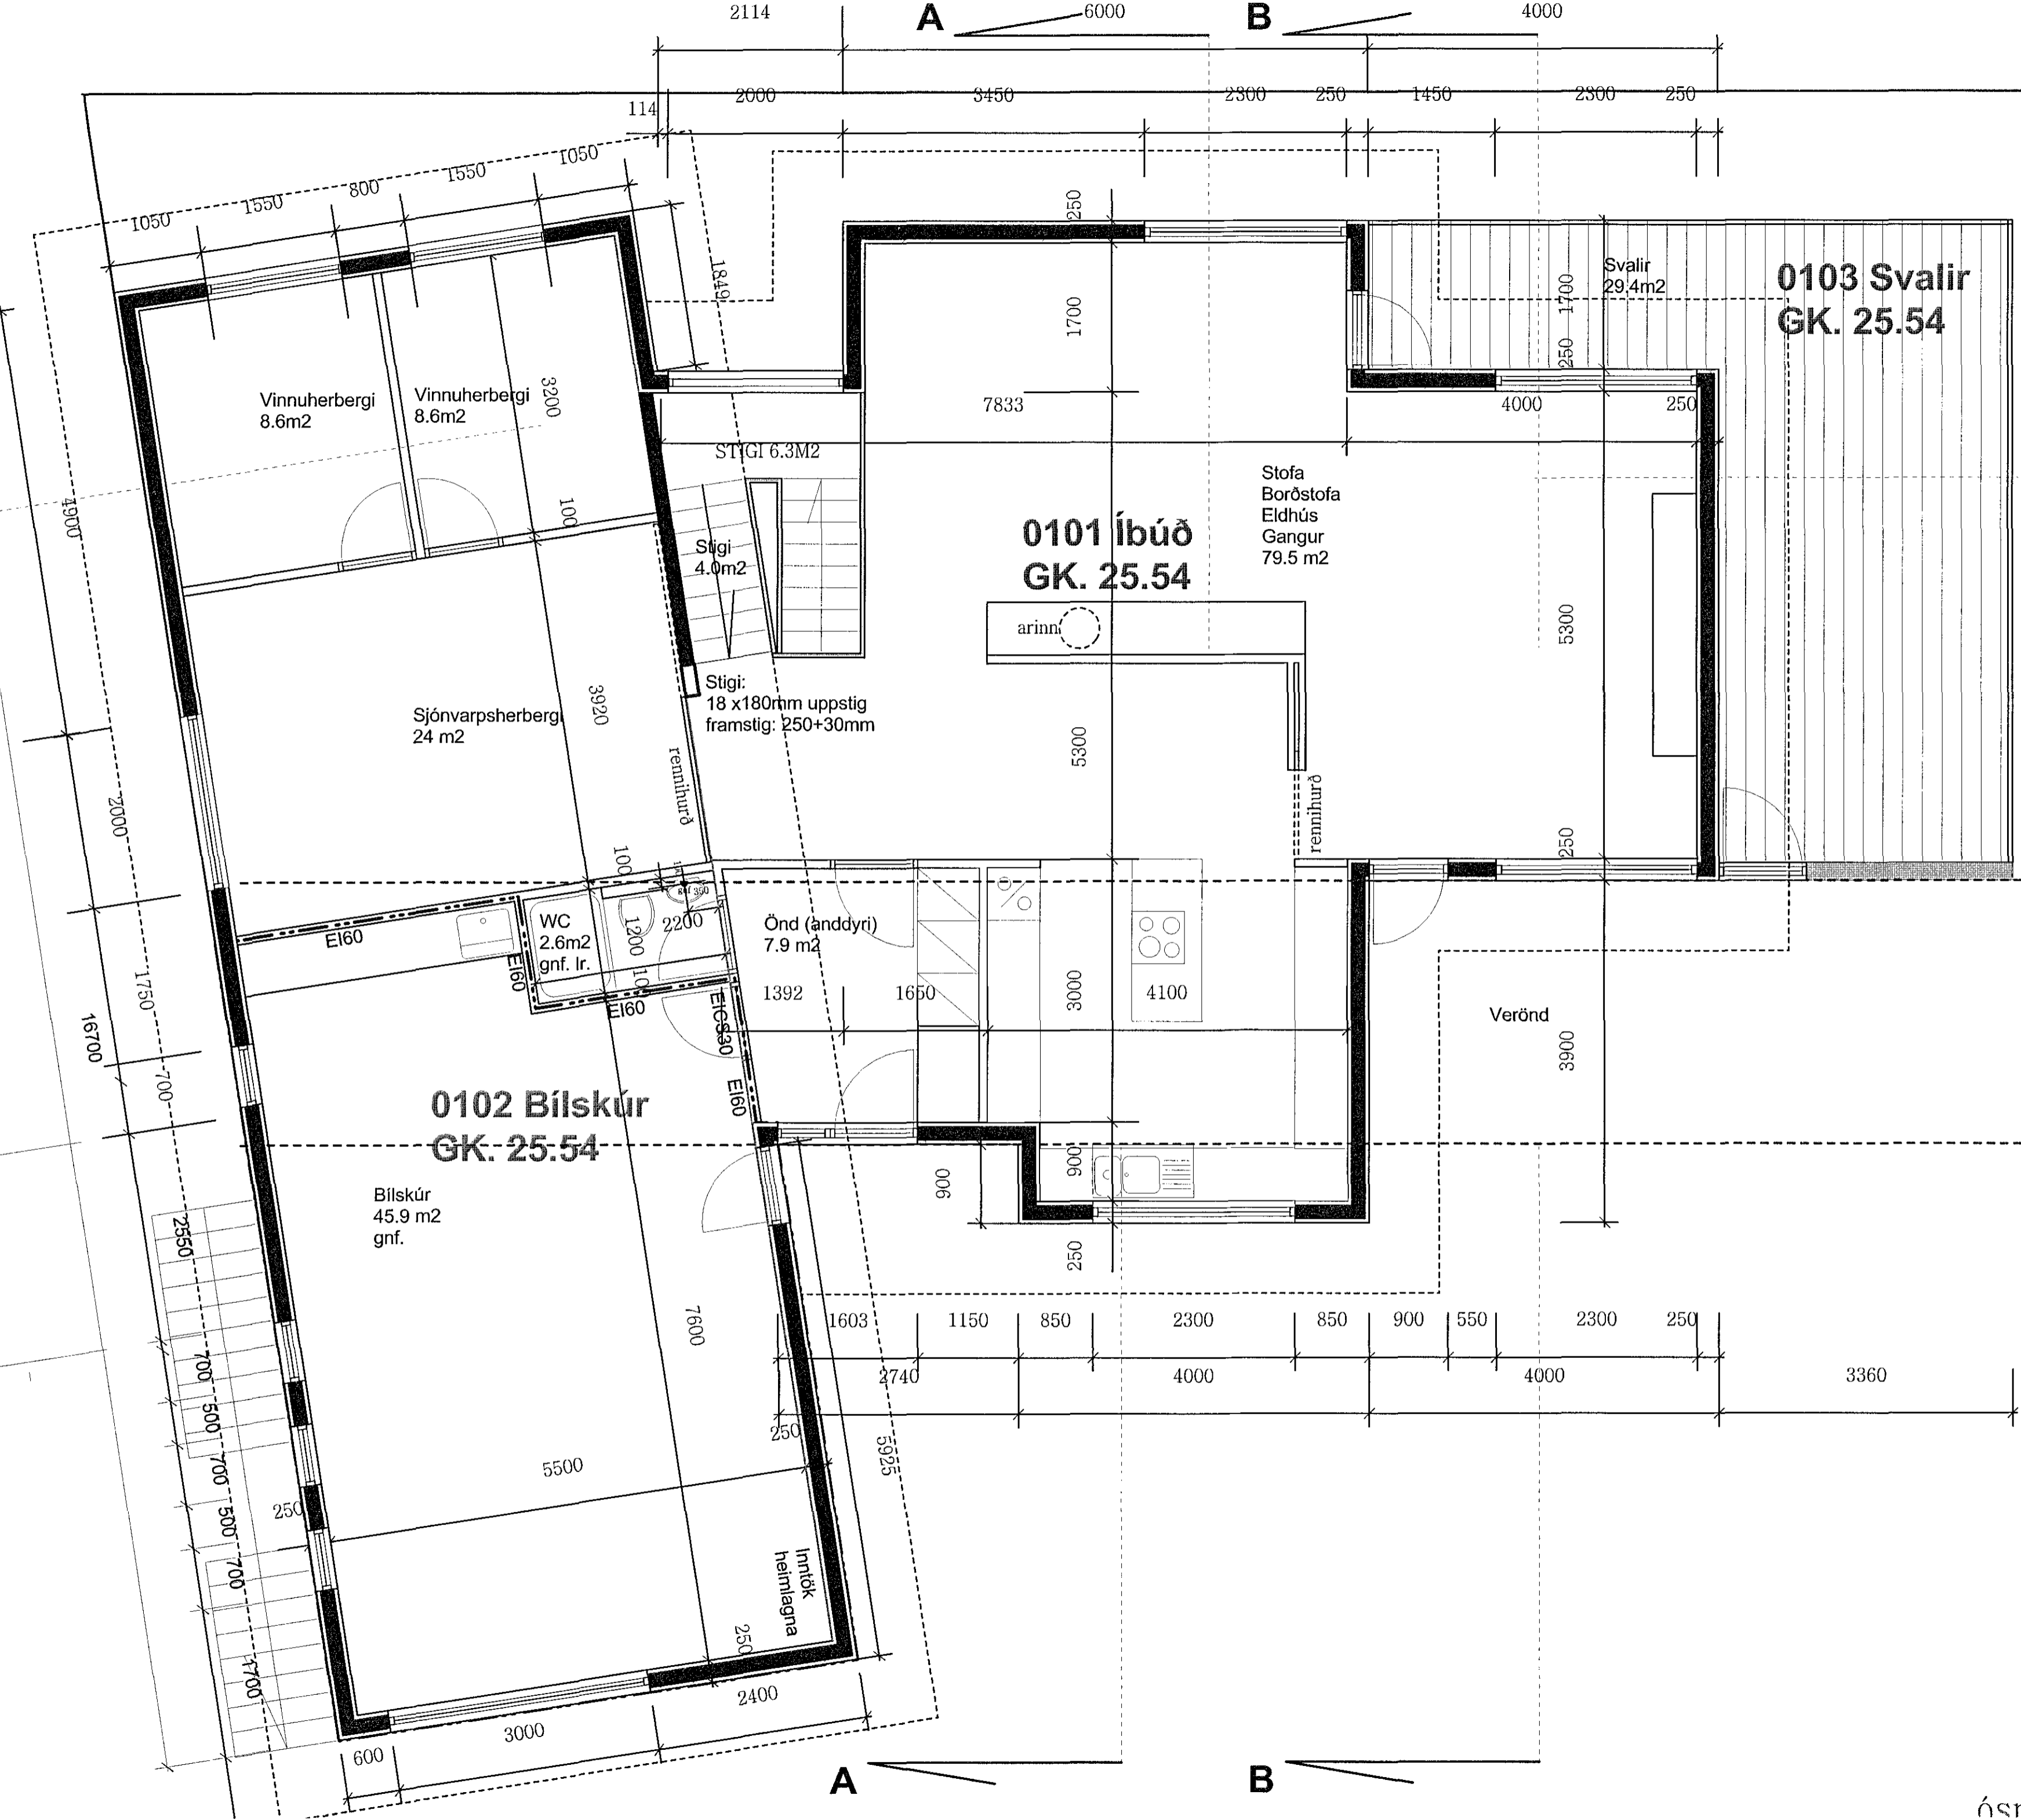 2114
A
6000
B
4000
114
2000
3450
2300
250
1450
2300
250
1050
1550
800
1550
1050
1849
250
1700
Svalir
29.4m2
1700
250
0103 Svalir
GK. 25.54
Vinnuherbergi
8.6m2
Vinnuherbergi
8.6m2
3200
100
7833
4000
250
STIGI 6.3M2
Stofa
Borðstofa
Eldhús
Gangur
79.5 m2
0101 Íbúð
GK. 25.54
Stigi
4.0m2
arinn
5300
4900
Stigi:
18 x180mm uppstig
framstig: 250+30mm
Sjónvarpsherbergi
24 m2
3920
rennihurð
5300
rennihurð
2000
100
250
350
EI60
EI60
WC
2.6m2
gnf. lr.
1200
2200
100
EI60
EICS30
EI60
Önd (anddyri)
7.9 m2
1392
1650
3000
4100
Verönd
3900
1750
16700
700
0102 Bílskúr
GK. 25.54
Bílskúr
45.9 m2
gnf.
900
900
250
2550
7600
1603
1150
850
2300
850
900
550
2300
250
2740
4000
4000
3360
700
500
700
500
700
1700
250
5925
5500
250
Inntök
heimlagna
250
2400
3000
600
A
B